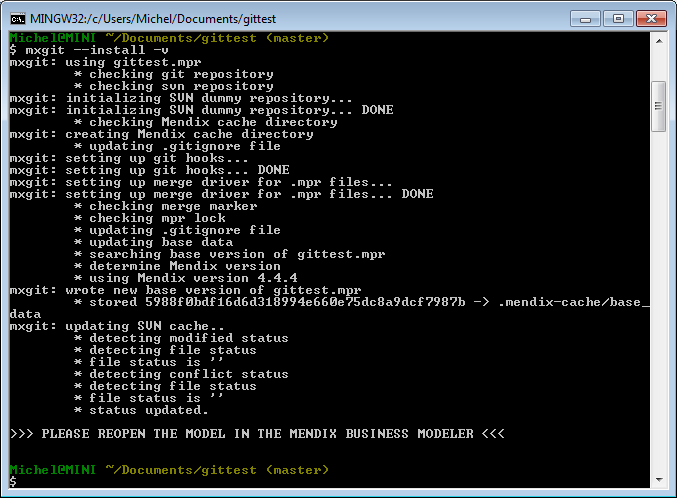 MINGW32:/c/Users/Michel/Documents/gittest
Michel@MINI ~/Documents/gittest (master)
$ mxgit --install -v
mxgit: using gittest.mpr
* checking git repository
* checking svn repository
mxgit: initializing SVN dummy repository...
mxgit: initializing SVN dummy repository... DONE
* checking Mendix cache directory
mxgit: creating Mendix cache directory
* updating .gitignore file
mxgit: setting up git hooks...
mxgit: setting up git hooks... DONE
mxgit: setting up merge driver for .mpr files...
mxgit: setting up merge driver for .mpr files... DONE
* checking merge marker
* checking mpr lock
* updating .gitignore file
* updating base data
* searching base version of gittest.mpr
* determine Mendix version
* using Mendix version 4.4.4
mxgit: wrote new base version of gittest.mpr
* stored 5988f0bdf16d6d318994e660e75dc8a9dcf7987b -> .mendix-cache/base_
data
mxgit: updating SVN cache..
* detecting modified status
* detecting file status
* file status is ''
* detecting conflict status
* detecting file status
* file status is ''
* status updated.
>>> PLEASE REOPEN THE MODEL IN THE MENDIX BUSINESS MODELER <<<
Michel@MINI ~/Documents/gittest (master)
$